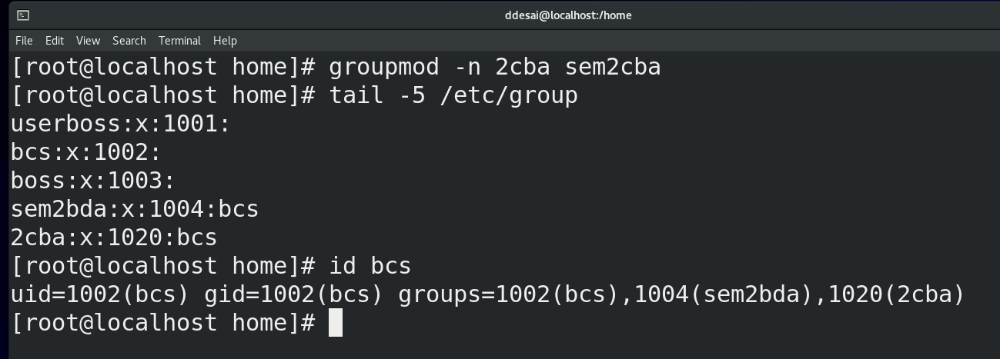 ddesai@localhost:/home
File Edit View Search Terminal Help
[root@localhost home]# groupmod -n 2cba sem2cba
[root@localhost home]# tail -5 /etc/group
userboss:x:1001:
bcs:x:1002:
boss:x:1003:
sem2bda:x:1004:bcs
2cba:x:1020:bcs
[root@localhost home]# id bcs
uid=1002(bcs) gid=1002(bcs) groups=1002(bcs),1004(sem2bda),1020(2cba)
[root@localhost home]#